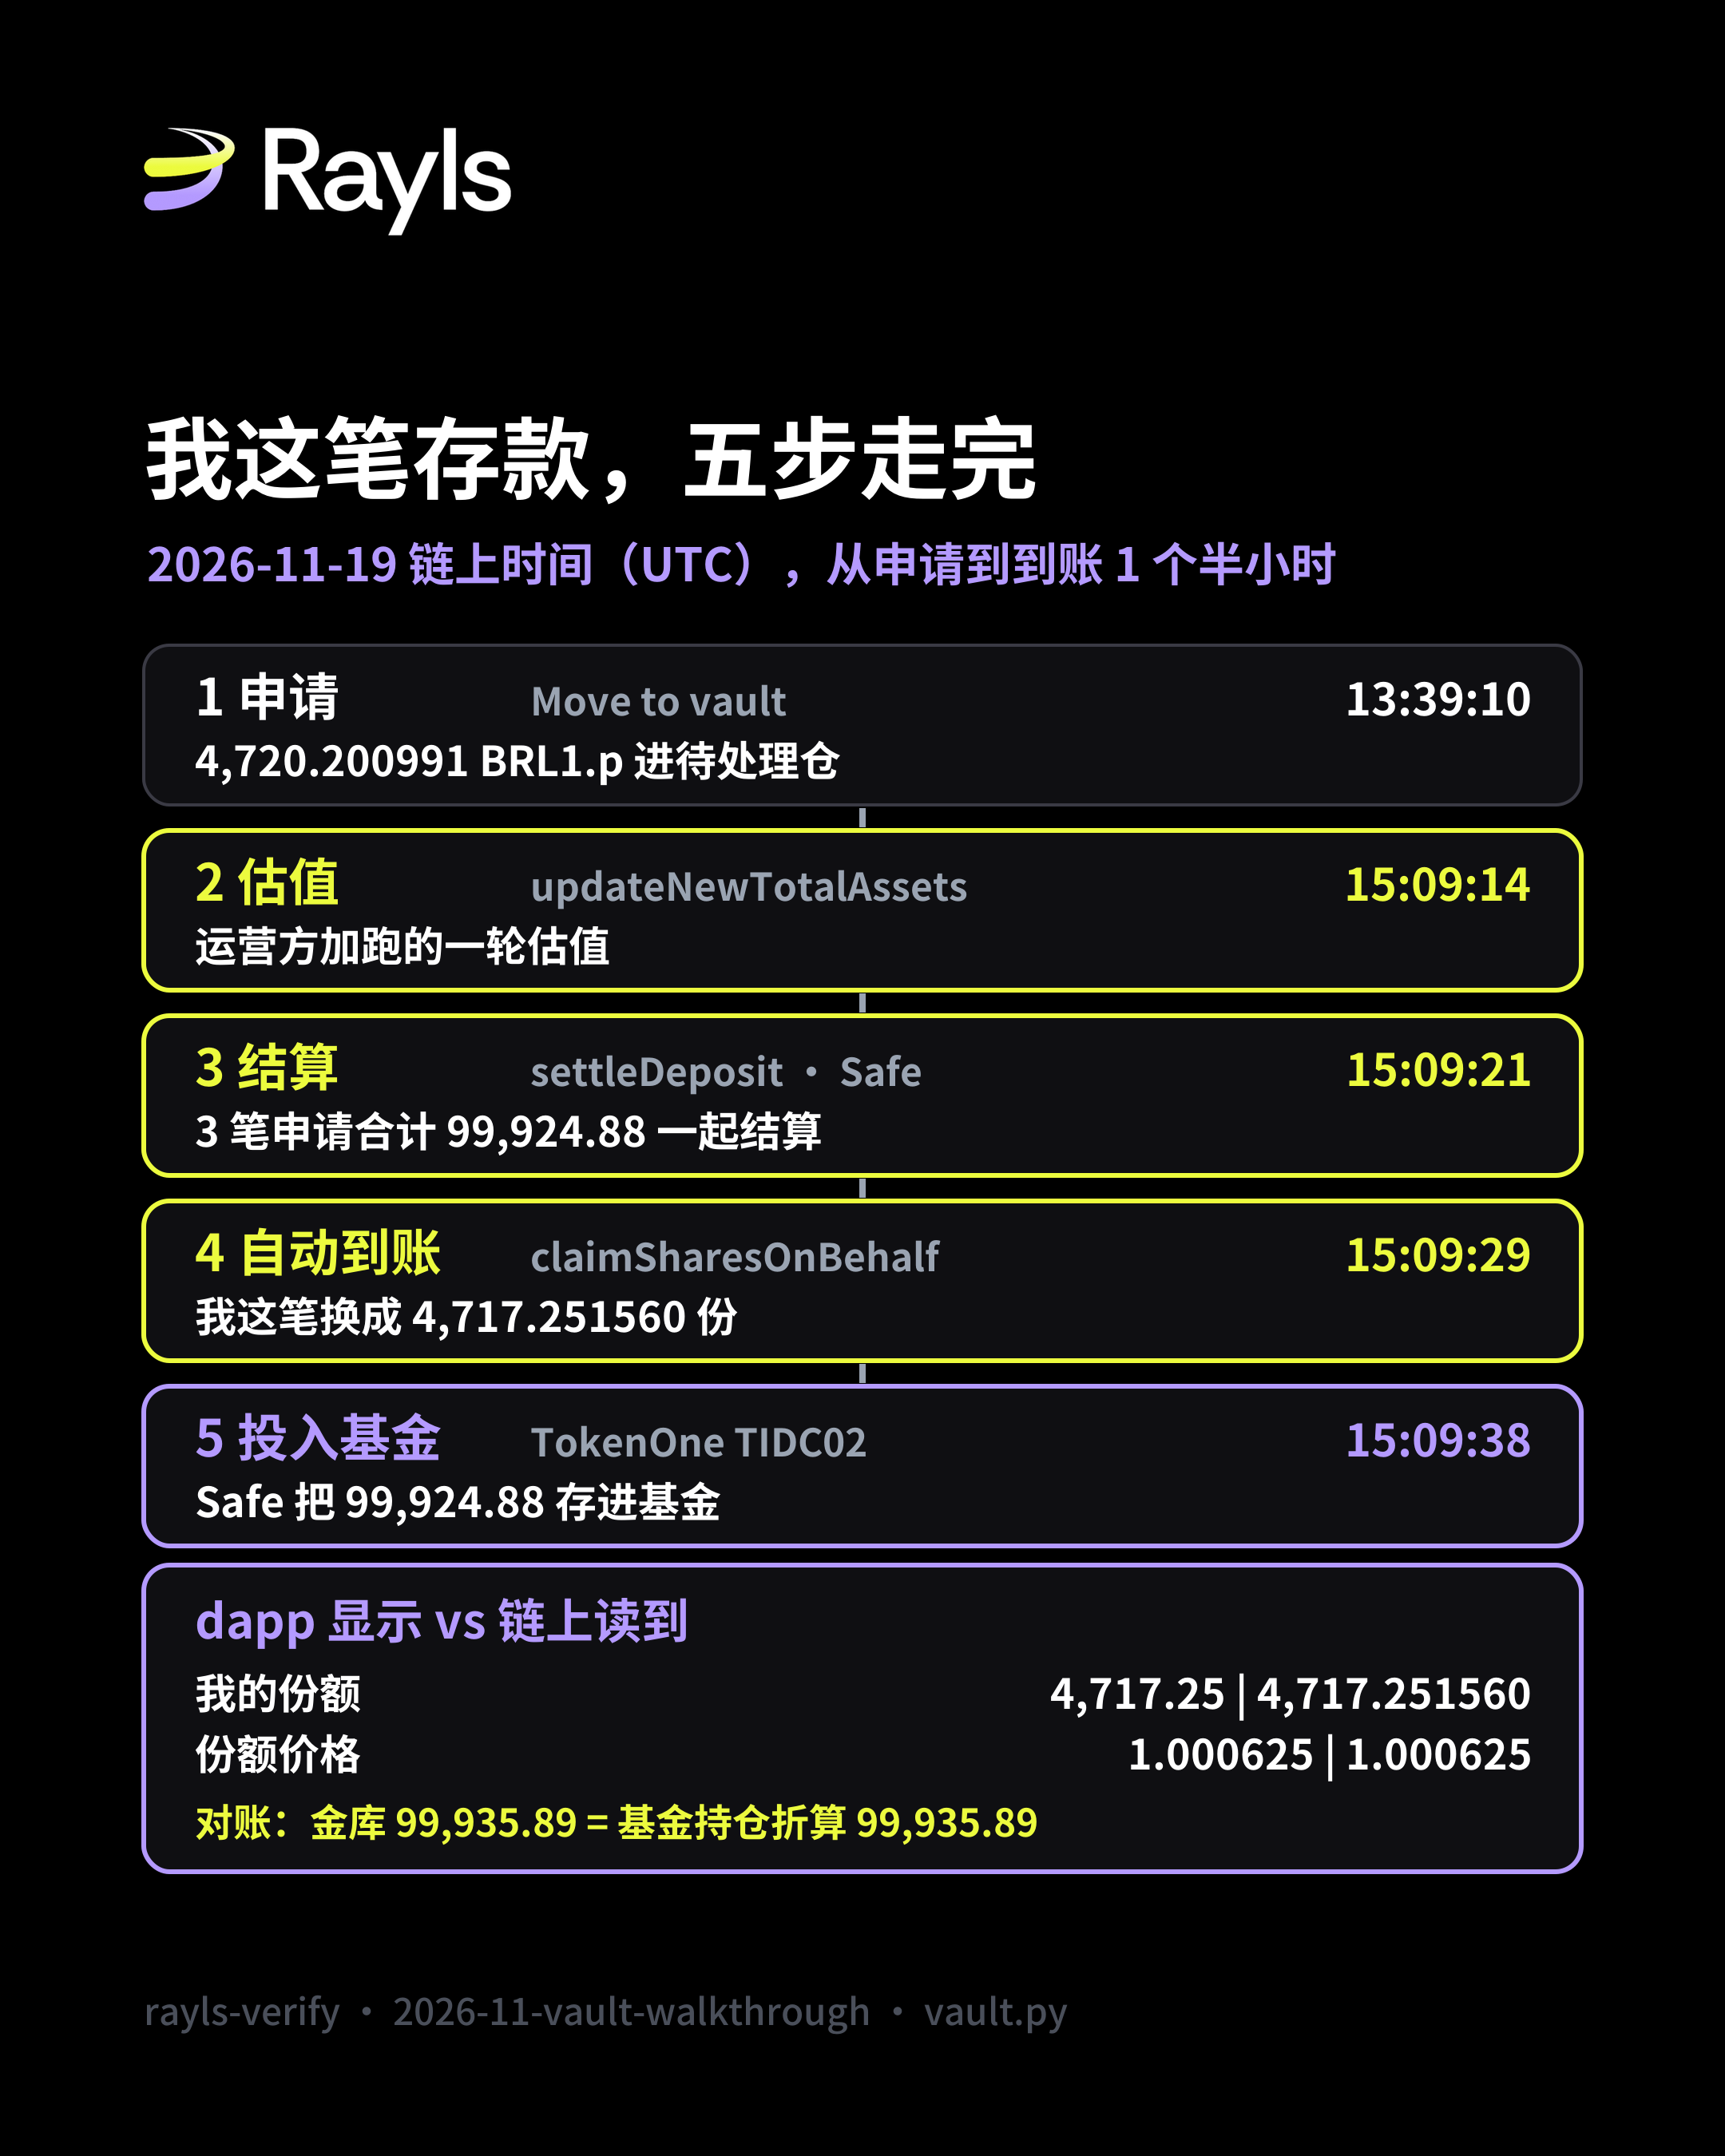 Rayls
我这笔存款，五步走完
2026-11-19 链上时间（UTC），从申请到到账 1 个半小时
1 申请 Move to vault 13:39:10
4,720.200991 BRL1.p 进待处理仓
2 估值 updateNewTotalAssets 15:09:14
运营方加跑的一轮估值
3 结算 settleDeposit · Safe 15:09:21
3 笔申请合计 99,924.88 一起结算
4 自动到账 claimSharesOnBehalf 15:09:29
我这笔换成 4,717.251560 份
5 投入基金 TokenOne TIDC02 15:09:38
Safe 把 99,924.88 存进基金
dapp 显示 vs 链上读到
我的份额 4,717.25 | 4,717.251560
份额价格 1.000625 | 1.000625
对账：金库 99,935.89 = 基金持仓折算 99,935.89
rayls-verify · 2026-11-vault-walkthrough · vault.py